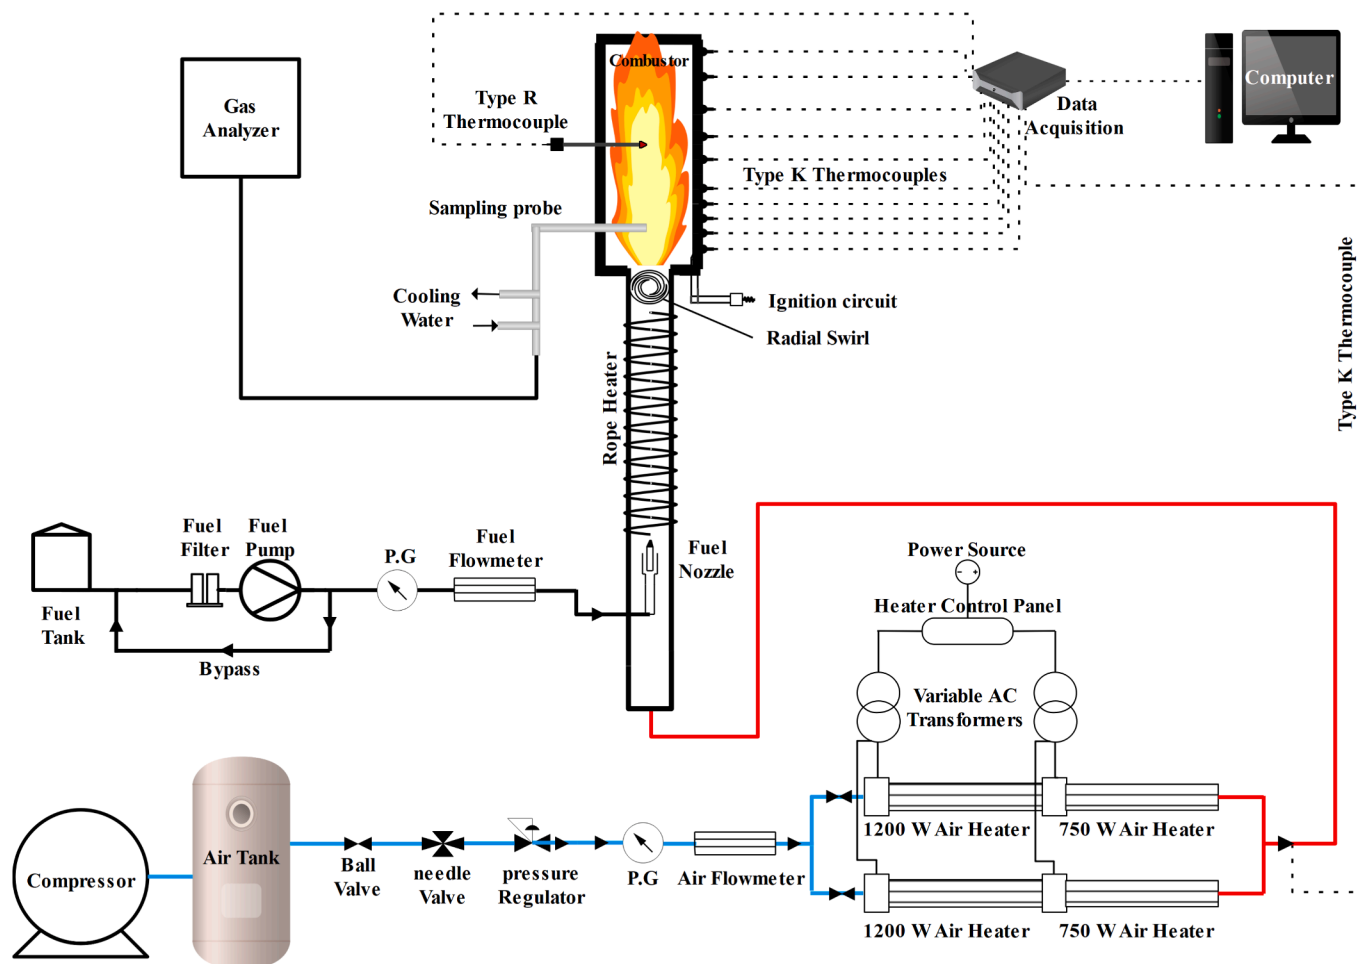 Combustor
Gas
Analyzer
Type R
Thermocouple
Data
Acquisition
Computer
Type K Thermocouples
Sampling probe
Cooling
Water
Ignition circuit
Radial Swirl
Type K Thermocouple
Rope Heater
Fuel
Filter
Fuel
Pump
P.G
Fuel
Flowmeter
Fuel
Nozzle
Power Source
Heater Control Panel
Fuel
Tank
Bypass
Variable AC
Transformers
Compressor
Air Tank
Ball
Valve
needle
Valve
pressure
Regulator
P.G
Air Flowmeter
1200 W Air Heater
750 W Air Heater
1200 W Air Heater
750 W Air Heater